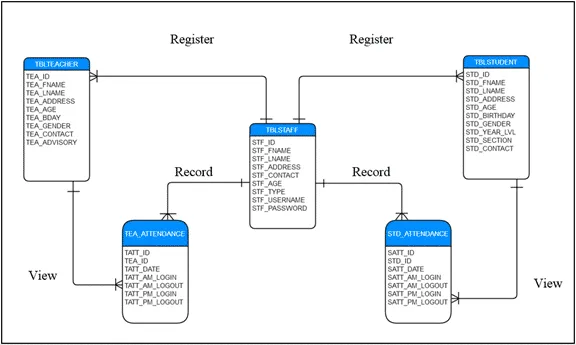 Register
Register
TBLTEACHER
TEA_ID
TEA_FNAME
TEA_LNAME
TEA_ADDRESS
TEA_AGE
TEA_BDAY
TEA_GENDER
TEA_CONTACT
TEA_ADVISORY
TBLSTUDENT
STD_ID
STD_FNAME
STD_LNAME
STD_ADDRESS
STD_AGE
STD_BIRTHDAY
STD_GENDER
STD_YEAR_LVL
STD_SECTION
STD_CONTACT
TBLSTAFF
STF_ID
STF_FNAME
STF_LNAME
STF_ADDRESS
STF_CONTACT
STF_AGE
STF_TYPE
STF_USERNAME
STF_PASSWORD
Record
Record
TEA_ATTENDANCE
TATT_ID
TEA_ID
TATT_DATE
TATT_AM_LOGIN
TATT_AM_LOGOUT
TATT_PM_LOGIN
TATT_PM_LOGOUT
STD_ATTENDANCE
SATT_ID
STD_ID
SATT_DATE
SATT_AM_LOGIN
SATT_AM_LOGOUT
SATT_PM_LOGIN
SATT_PM_LOGOUT
View
View